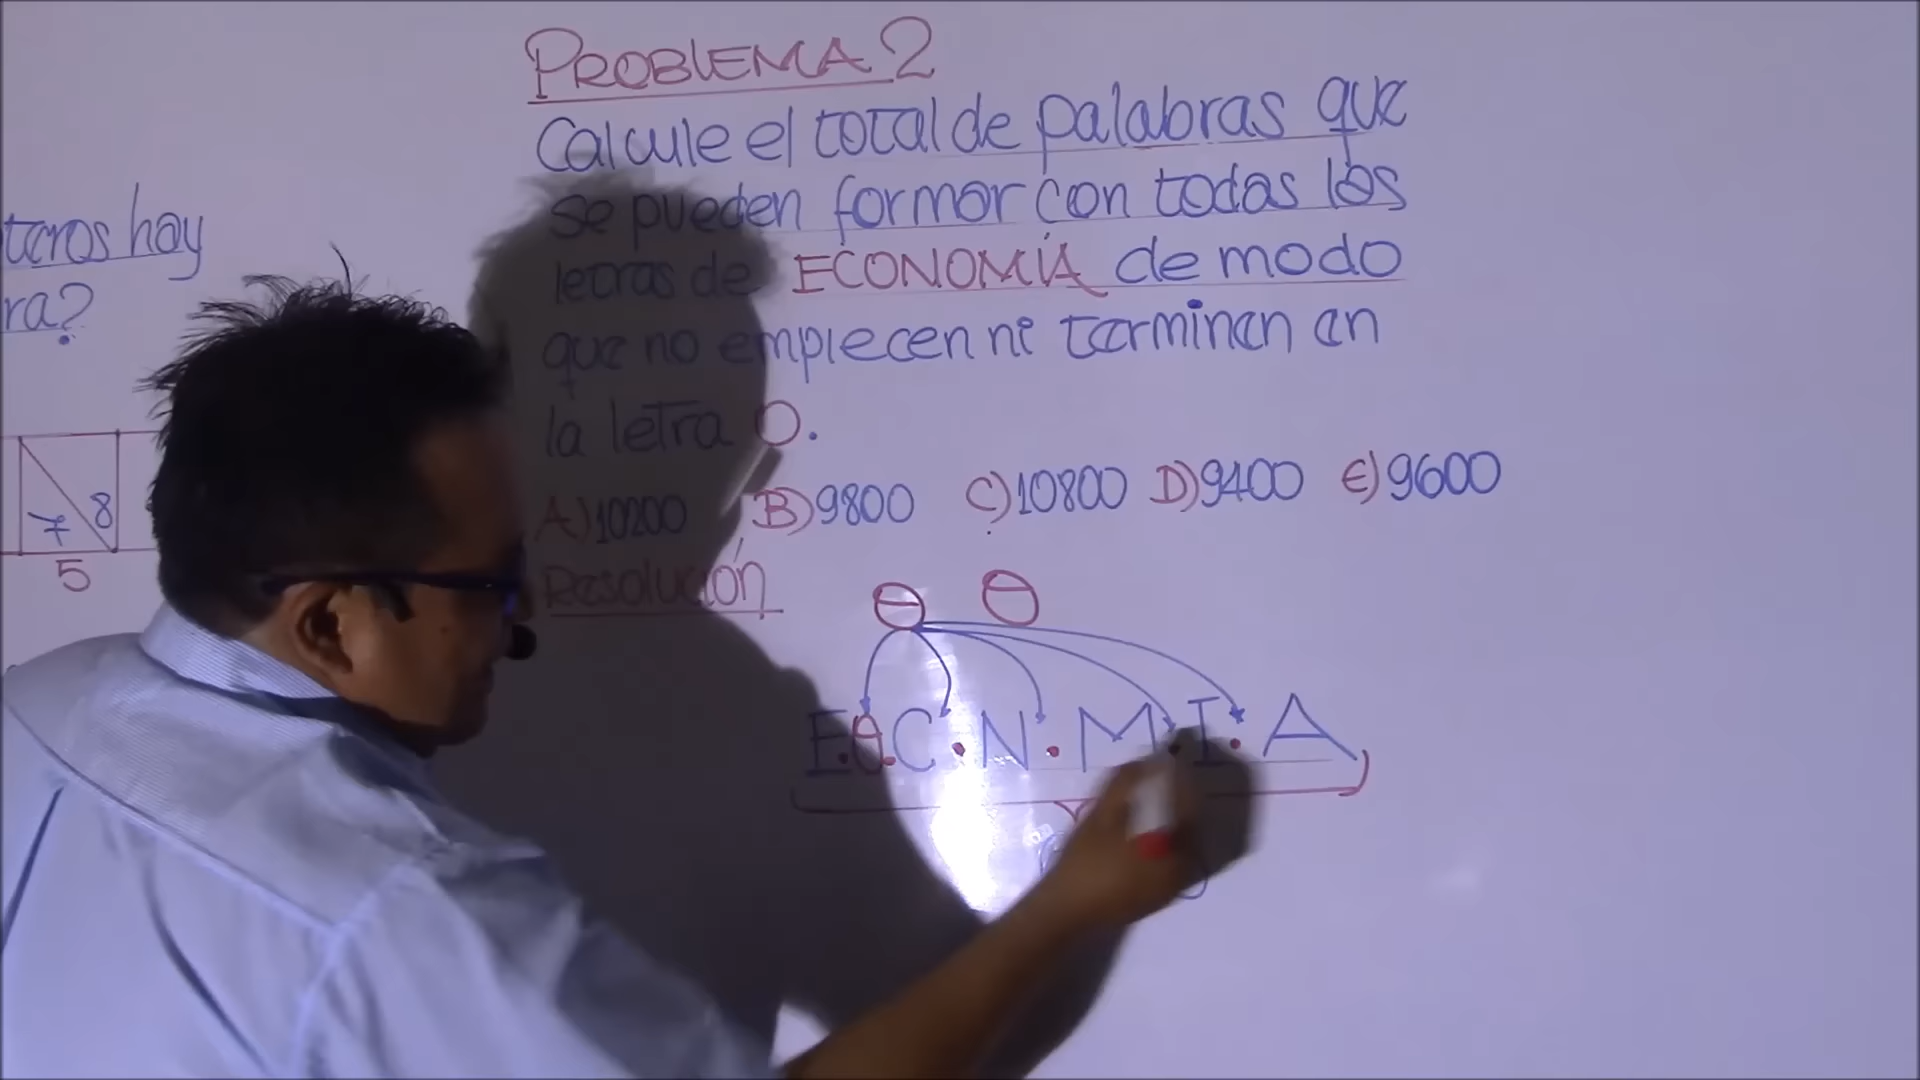 PROBLEMA 2
Calcule el total de palabras que
se pueden formar con todas las
letras de ECONOMÍA de modo
que no empiecen ni terminen en
la letra O.
A) 10200 B) 9800 C) 10800 D) 9400 E) 9600
Resolución
O O
E . O . C . N . M . I . A
teros hay
ra?
7 8
5